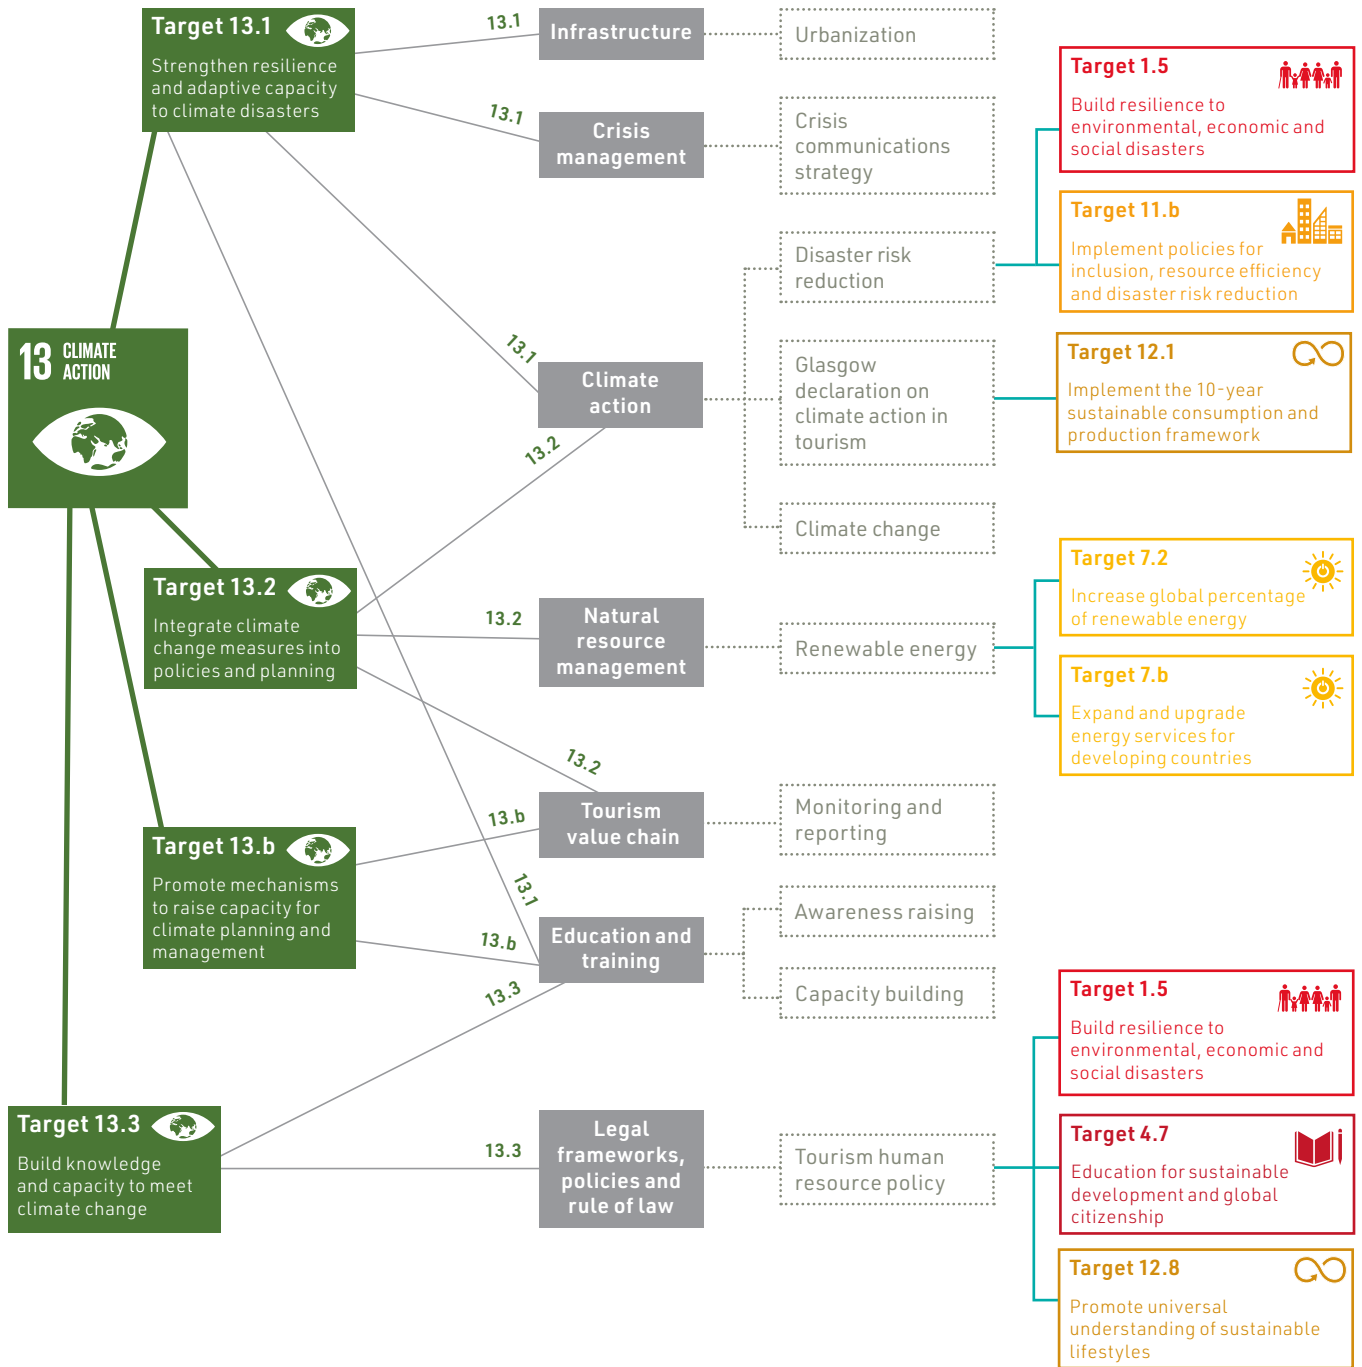 13 CLIMATE
ACTION
Target 13.1
Strengthen resilience
and adaptive capacity
to climate disasters
Target 13.2
Integrate climate
change measures into
policies and planning
Target 13.b
Promote mechanisms
to raise capacity for
climate planning and
management
Target 13.3
Build knowledge
and capacity to meet
climate change
13.1
13.1
13.1
13.2
13.2
13.2
13.b
13.1
13.b
13.3
13.3
Infrastructure
Crisis
management
Climate
action
Natural
resource
management
Tourism
value chain
Education and
training
Legal
frameworks,
policies and
rule of law
Urbanization
Crisis
communications
strategy
Disaster risk
reduction
Glasgow
declaration on
climate action in
tourism
Climate change
Renewable energy
Monitoring and
reporting
Awareness raising
Capacity building
Tourism human
resource policy
Target 1.5
Build resilience to
environmental, economic and
social disasters
Target 11.b
Implement policies for
inclusion, resource efficiency
and disaster risk reduction
Target 12.1
Implement the 10-year
sustainable consumption and
production framework
Target 7.2
Increase global percentage
of renewable energy
Target 7.b
Expand and upgrade
energy services for
developing countries
Target 1.5
Build resilience to
environmental, economic and
social disasters
Target 4.7
Education for sustainable
development and global
citizenship
Target 12.8
Promote universal
understanding of sustainable
lifestyles